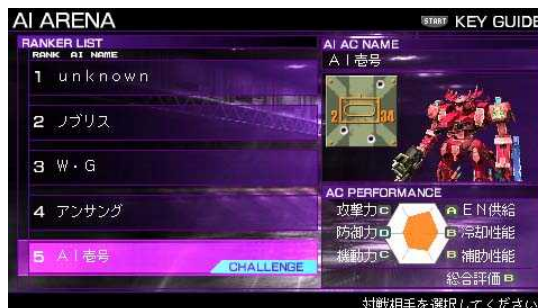 AI ARENA
START KEY GUIDE
RANKER LIST
RANK AI NAME
1 unknown
2 ノブリス
3 W・G
4 アンサング
5 AI壱号
CHALLENGE
AI AC NAME
AI壱号
2 34
AC PERFORMANCE
攻撃力C
A EN供給
防御力D
B 冷却性能
機動力C
B 補助性能
総合評価B
対戦相手を選択してください